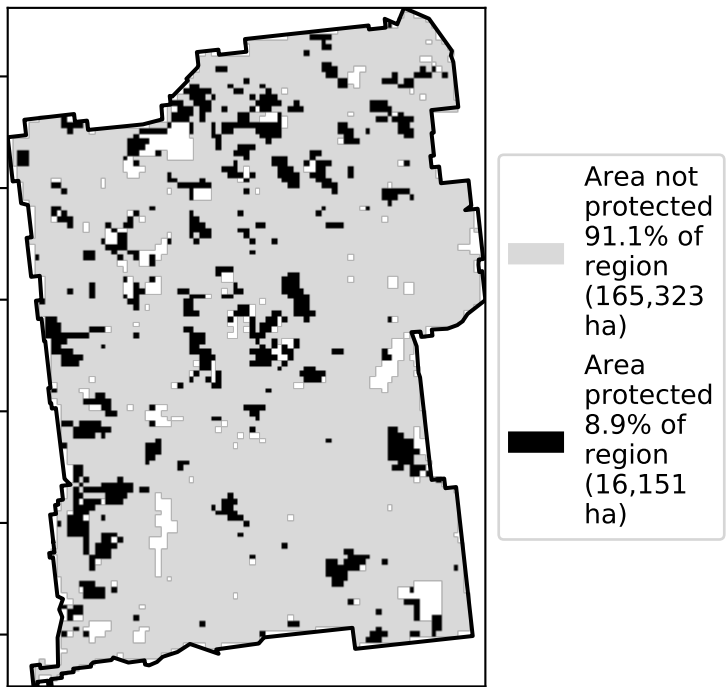 Area not
protected
91.1% of
region
(165,323
ha)
Area
protected
8.9% of
region
(16,151
ha)